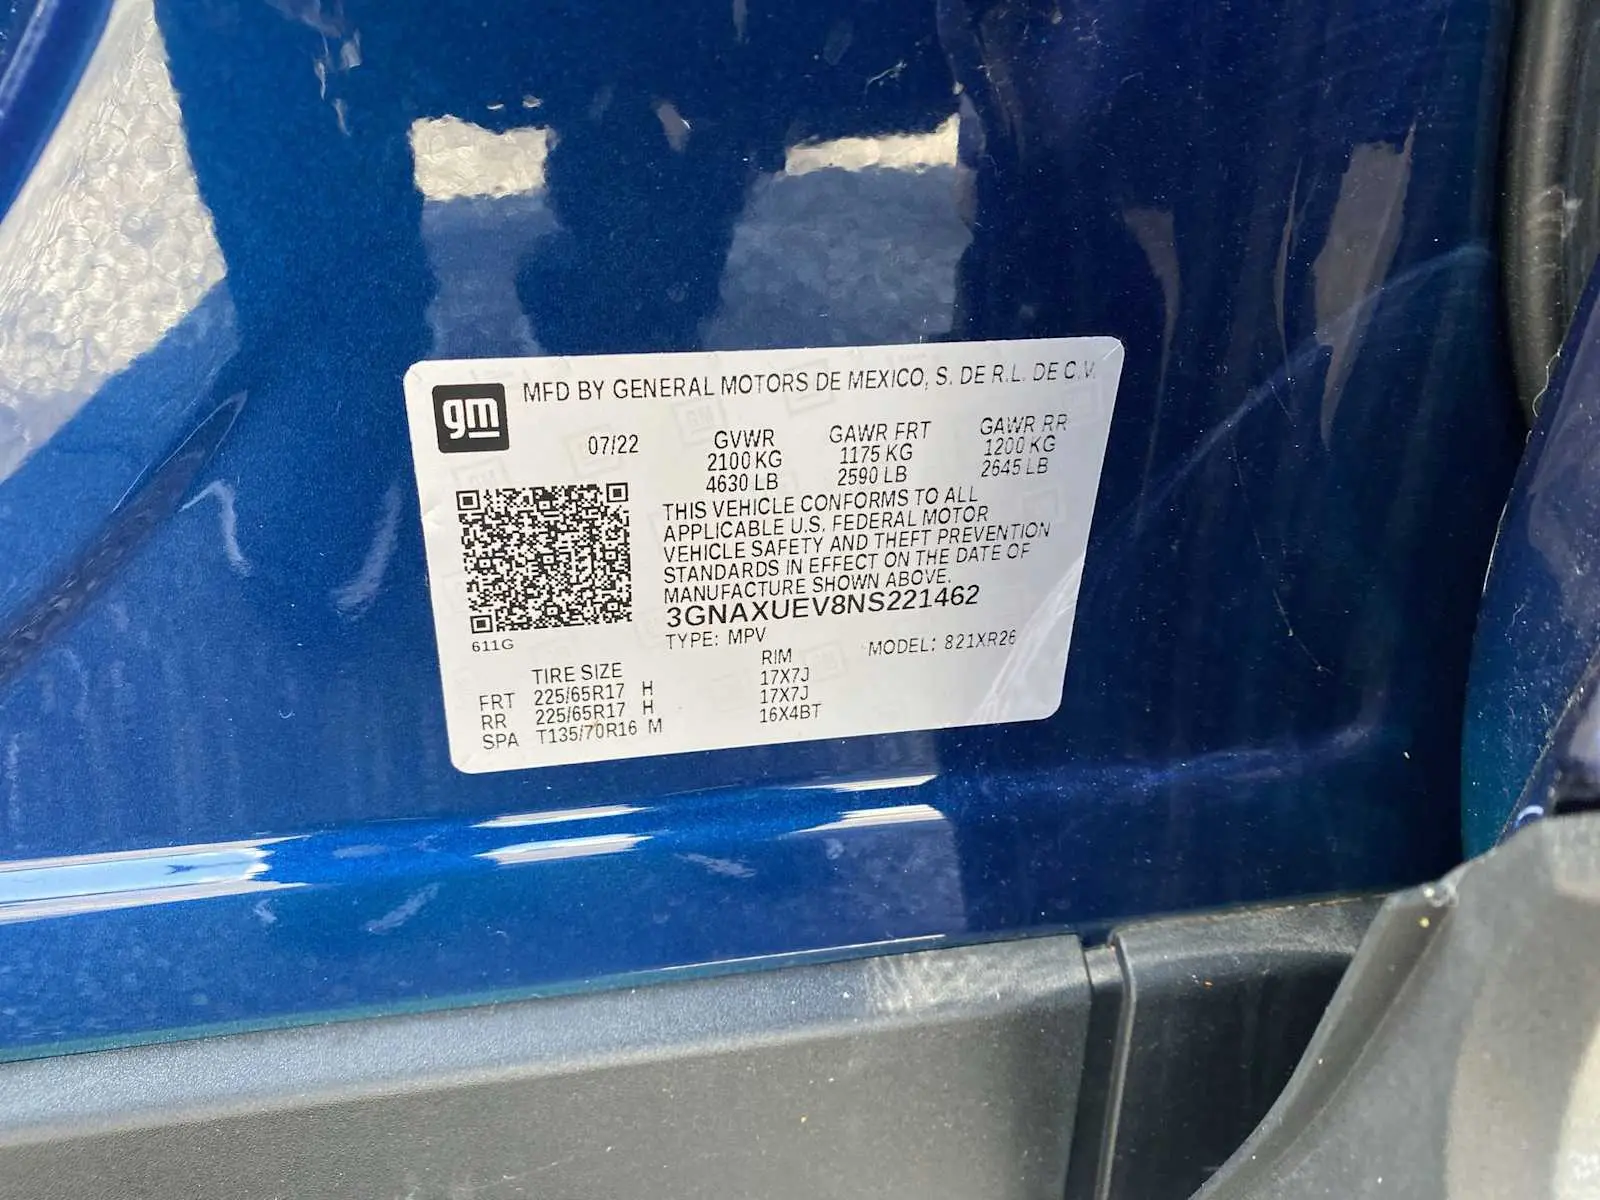 gm
MFD BY GENERAL MOTORS DE MEXICO, S. DE R.L. DE C.V.
07/22 GVWR GAWR FRT GAWR RR
2100 KG 1175 KG 1200 KG
4630 LB 2590 LB 2645 LB
THIS VEHICLE CONFORMS TO ALL
APPLICABLE U.S. FEDERAL MOTOR
VEHICLE SAFETY AND THEFT PREVENTION
STANDARDS IN EFFECT ON THE DATE OF
MANUFACTURE SHOWN ABOVE.
3GNAXUEV8NS221462
611G
TYPE: MPV MODEL: 821XR26
TIRE SIZE RIM
FRT 225/65R17 H 17X7J
RR 225/65R17 H 17X7J
SPA T135/70R16 M 16X4BT